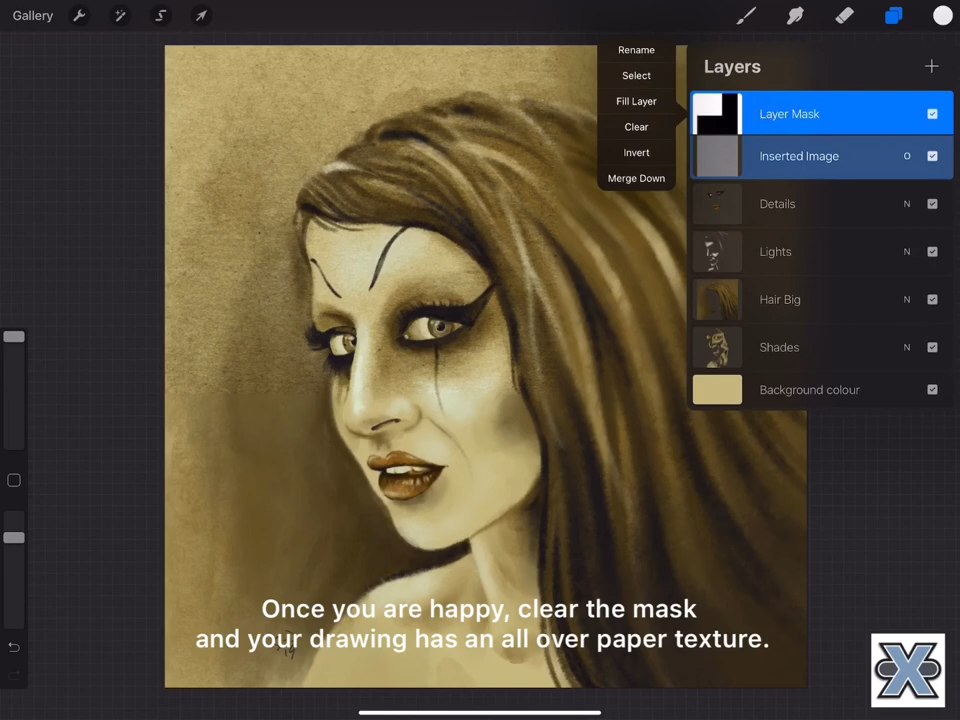 Gallery
Rename
Select
Fill Layer
Clear
Invert
Merge Down
Layers
Layer Mask
Inserted Image O
Details N
Lights N
Hair Big N
Shades N
Background colour
Once you are happy, clear the mask
and your drawing has an all over paper texture.
X